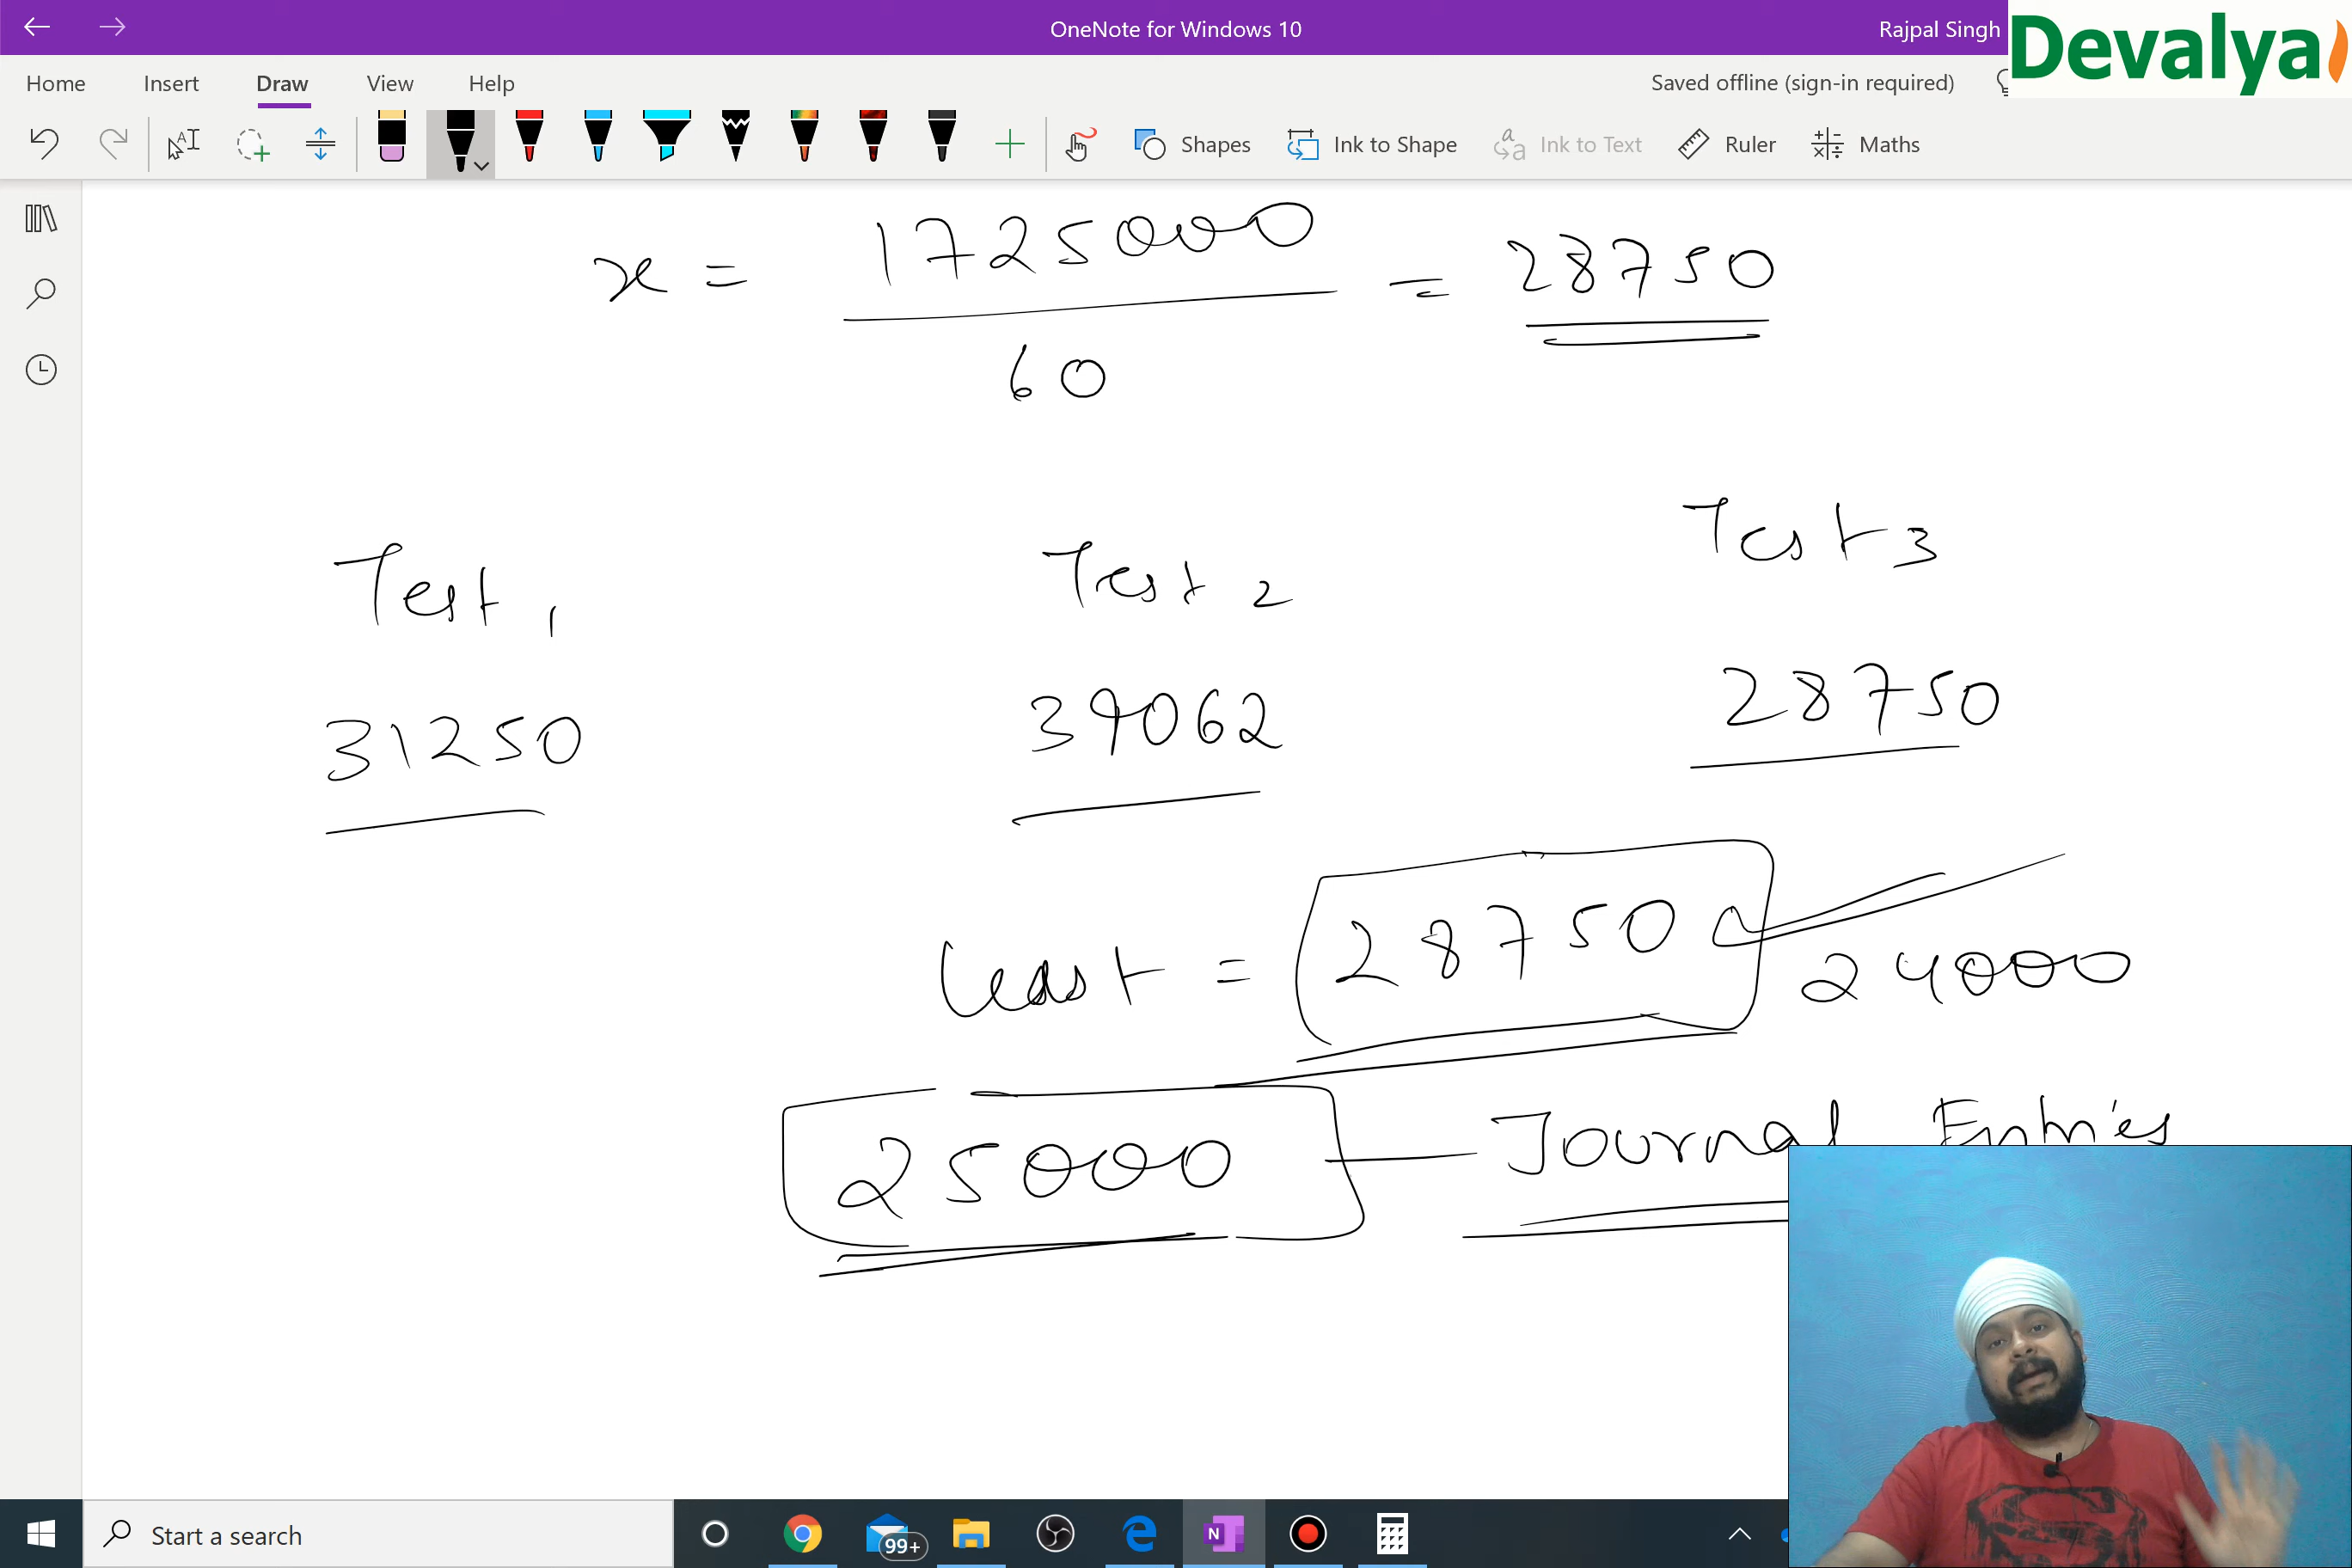 OneNote for Windows 10
Rajpal Singh
Devalya
Home Insert Draw View Help
Saved offline (sign-in required)
Shapes Ink to Shape Ink to Text Ruler Maths
x = 1725000 / 60 = 28750
Test 1 Test 2 Test 3
31250 39062 28750
least = 28750 24000
25000 — Journal Entries
Start a search
99+